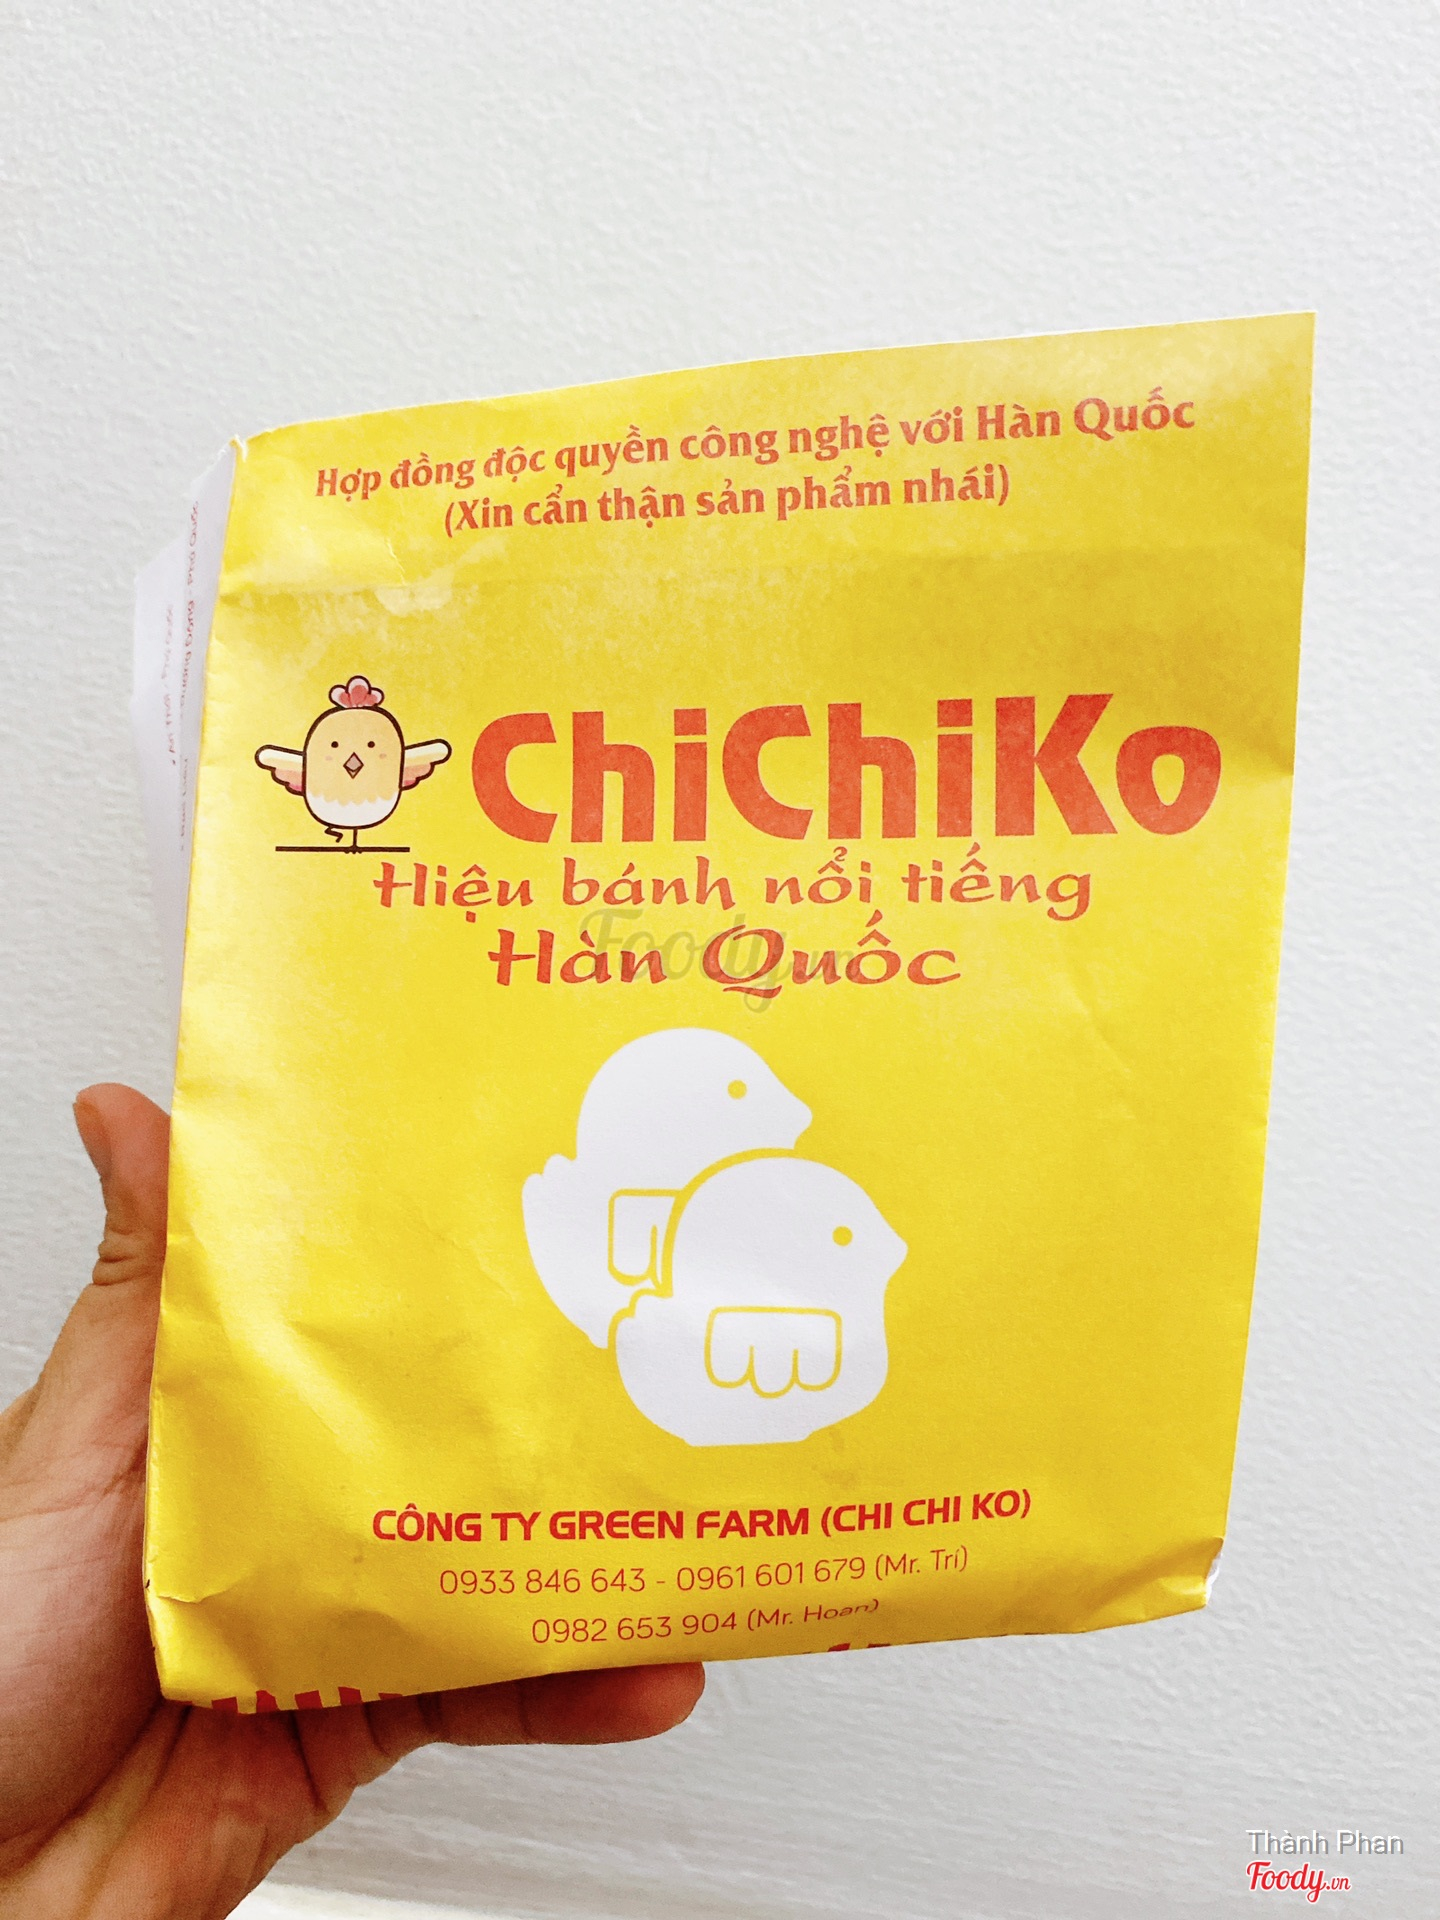 Hợp đồng độc quyền công nghệ với Hàn Quốc
(Xin cẩn thận sản phẩm nhái)
ChiChiKo
Hiệu bánh nổi tiếng
Hàn Quốc
Foody.vn
CÔNG TY GREEN FARM (CHI CHI KO)
0933 846 643 - 0961 601 679 (Mr. Trí)
0982 653 904 (Mr. Hoan)
Thành Phan
Foody.vn